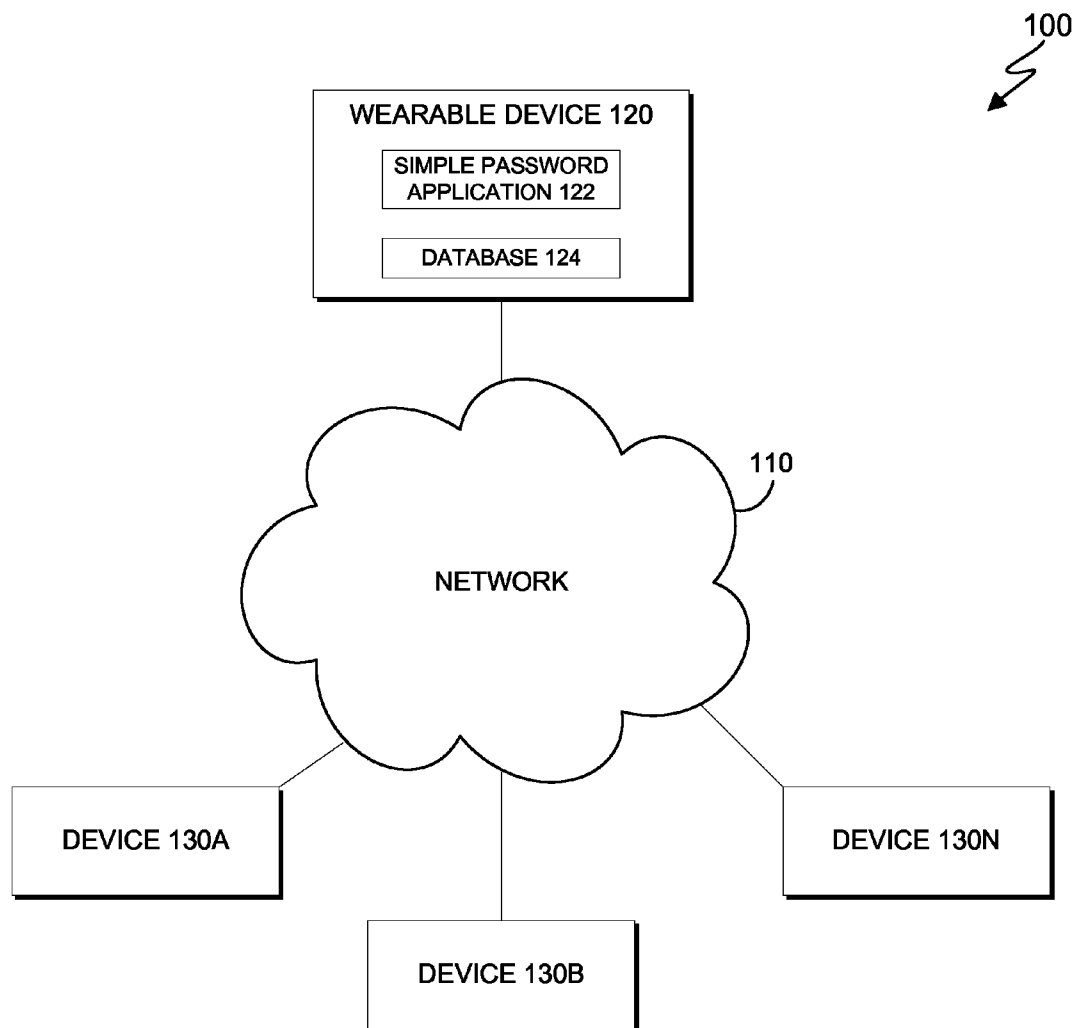 100
WEARABLE DEVICE 120
SIMPLE PASSWORD
APPLICATION 122
DATABASE 124
110
NETWORK
DEVICE 130A
DEVICE 130N
DEVICE 130B